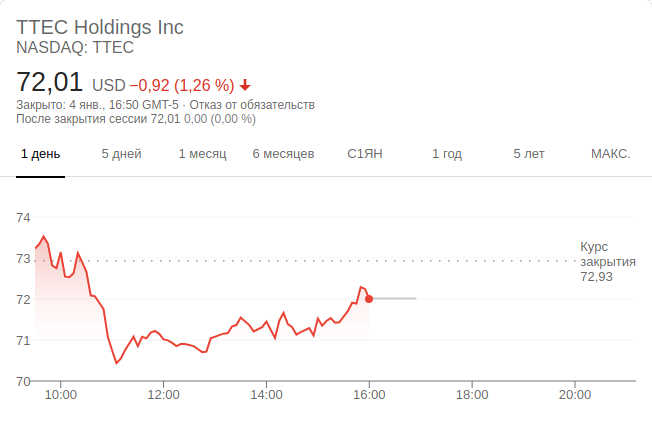 TTEC Holdings Inc
NASDAQ: TTEC
72,01 USD −0,92 (1,26 %)
Закрыто: 4 янв., 16:50 GMT-5 · Отказ от обязательств
После закрытия сессии 72,01 0,00 (0,00 %)
1 день 5 дней 1 месяц 6 месяцев С1ЯН 1 год 5 лет МАКС.
74
73
72
71
70
Курс
закрытия
72,93
10:00 12:00 14:00 16:00 18:00 20:00